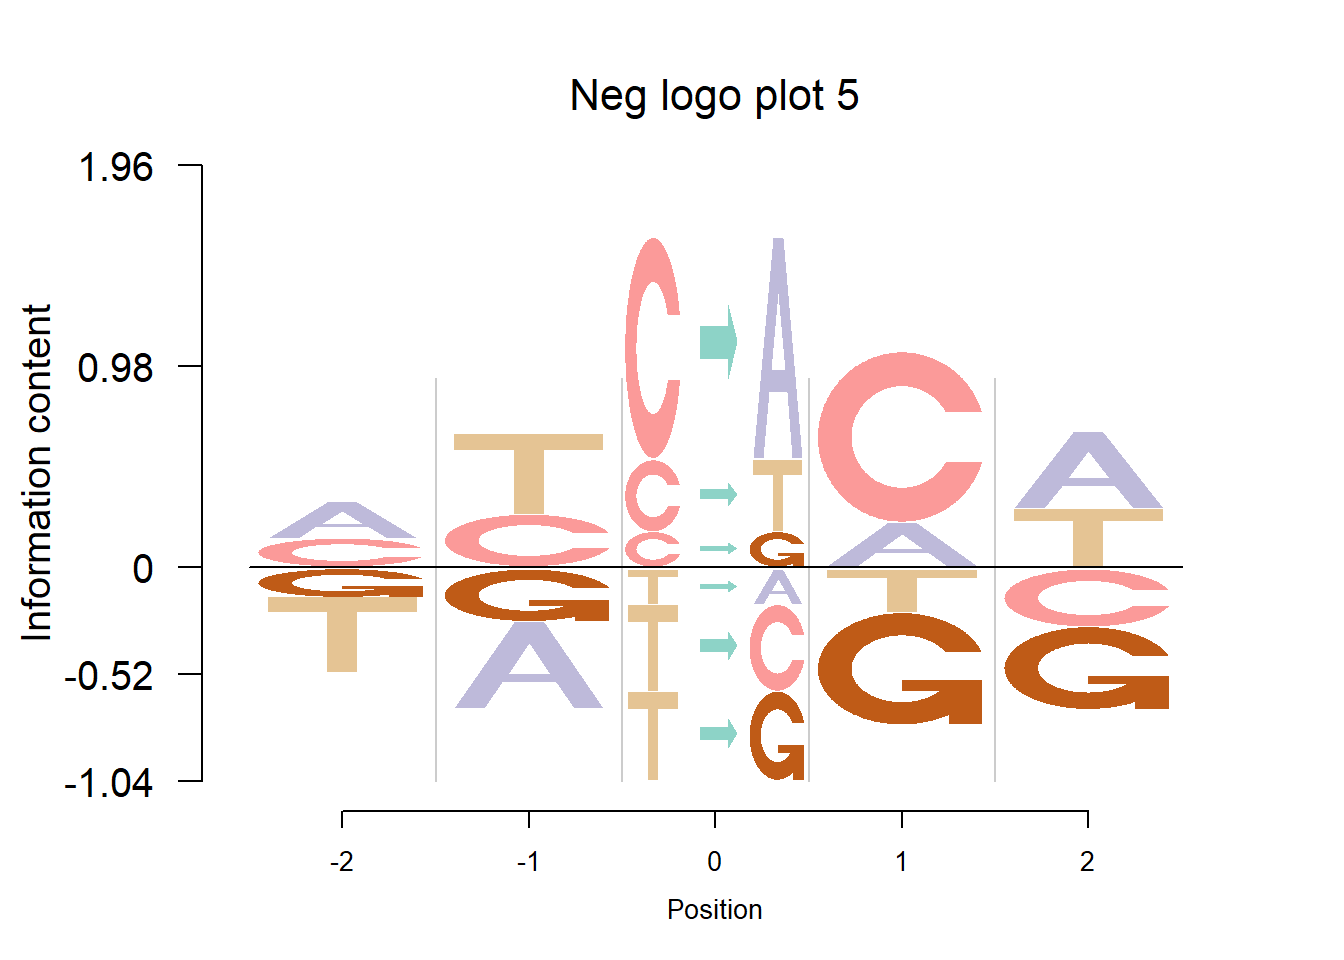 Neg logo plot 5
Information content
1.96
0.98
0
-0.52
-1.04
A
C
G
T
T
C
G
A
C A
C T
C G
T A
T C
T G
C
A
T
G
A
T
C
G
-2 -1 0 1 2
Position